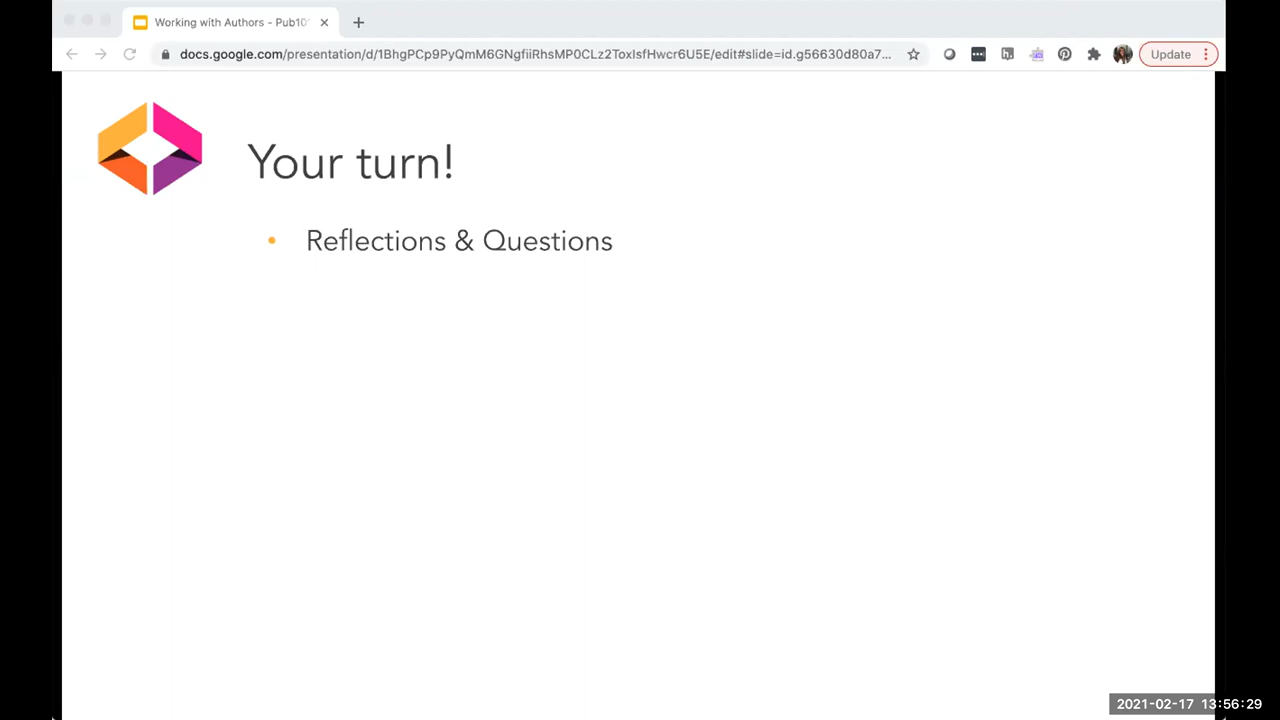 Working with Authors - Pub10
docs.google.com/presentation/d/1BhgPCp9PyQmM6GNgfiiRhsMP0CLz2ToxIsfHwcr6U5E/edit#slide=id.g56630d80a7...
Update
Your turn!
• Reflections & Questions
2021-02-17 13:56:29